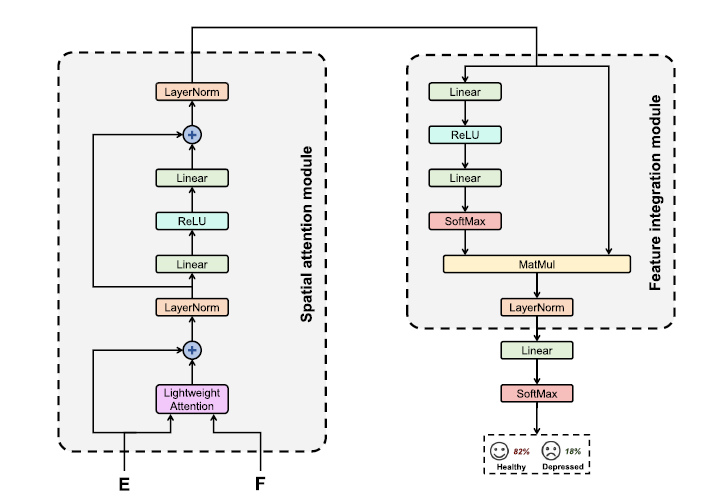 LayerNorm
Linear
ReLU
Linear
LayerNorm
Lightweight
Attention
Spatial attention module
E
F
Linear
ReLU
Linear
SoftMax
MatMul
LayerNorm
Feature integration module
Linear
SoftMax
82%
18%
Healthy
Depressed